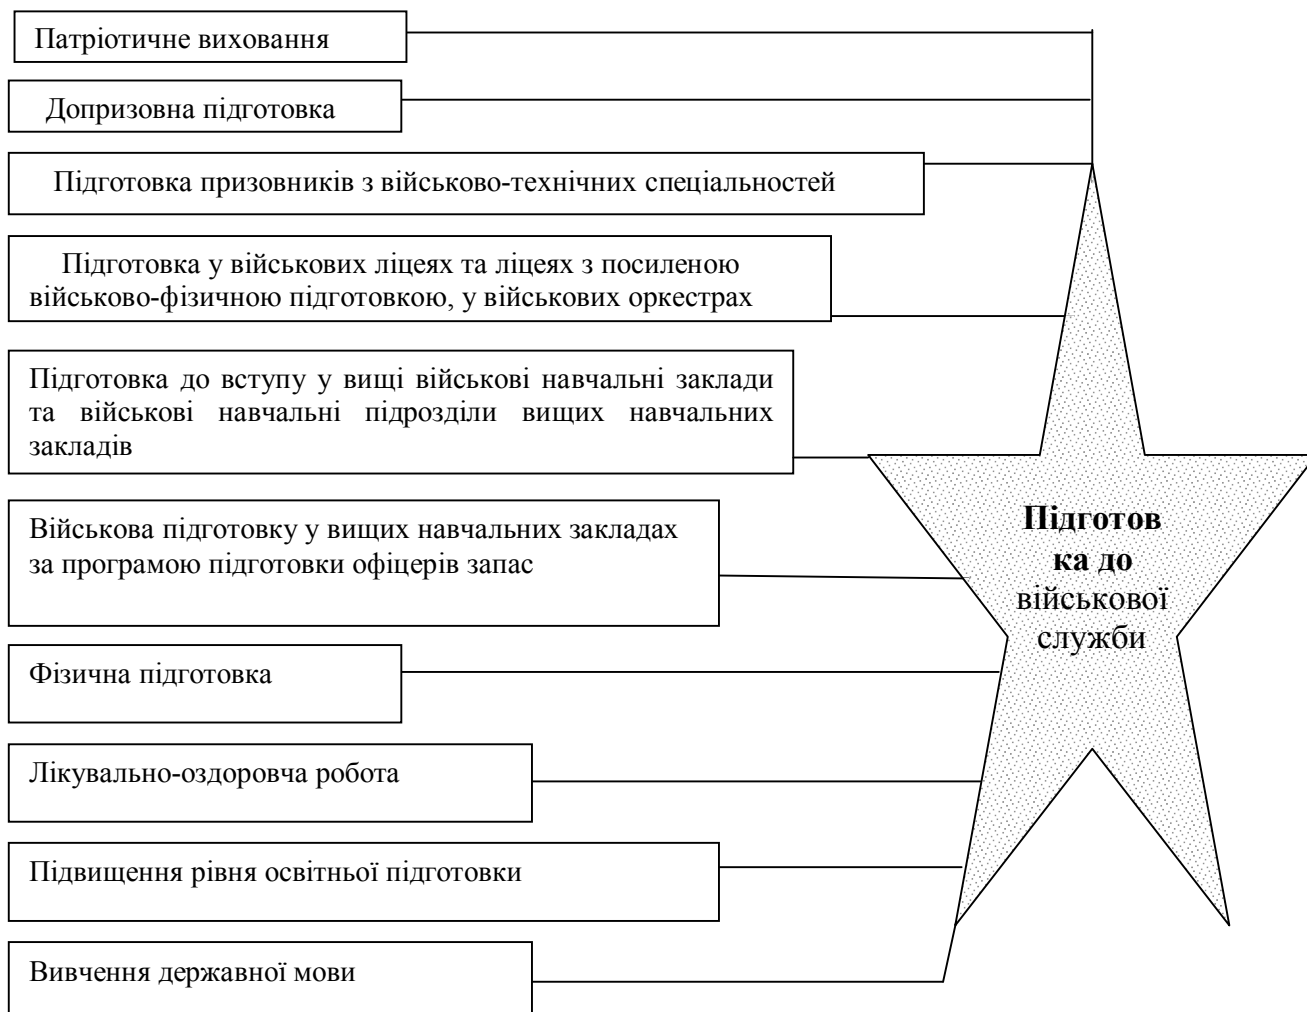 Патріотичне виховання
Допризовна підготовка
Підготовка призовників з військово-технічних спеціальностей
Підготовка у військових ліцеях та ліцеях з посиленою
військово-фізичною підготовкою, у військових оркестрах
Підготовка до вступу у вищі військові навчальні заклади
та військові навчальні підрозділи вищих навчальних
закладів
Військова підготовку у вищих навчальних закладах
за програмою підготовки офіцерів запас
Фізична підготовка
Лікувально-оздоровча робота
Підвищення рівня освітньої підготовки
Вивчення державної мови
Підготов
ка до
військової
служби